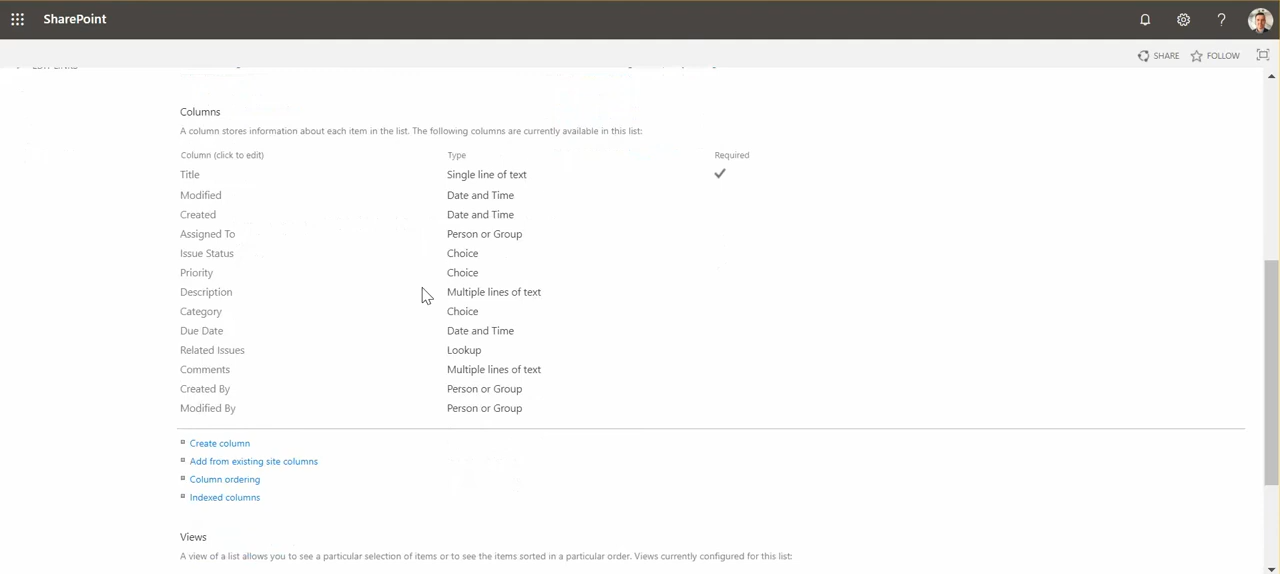 SharePoint
?
SHARE FOLLOW
EDIT LINKS
Columns
A column stores information about each item in the list. The following columns are currently available in this list:
Column (click to edit) Type Required
Title Single line of text
Modified Date and Time
Created Date and Time
Assigned To Person or Group
Issue Status Choice
Priority Choice
Description Multiple lines of text
Category Choice
Due Date Date and Time
Related Issues Lookup
Comments Multiple lines of text
Created By Person or Group
Modified By Person or Group
Create column
Add from existing site columns
Column ordering
Indexed columns
Views
A view of a list allows you to see a particular selection of items or to see the items sorted in a particular order. Views currently configured for this list: